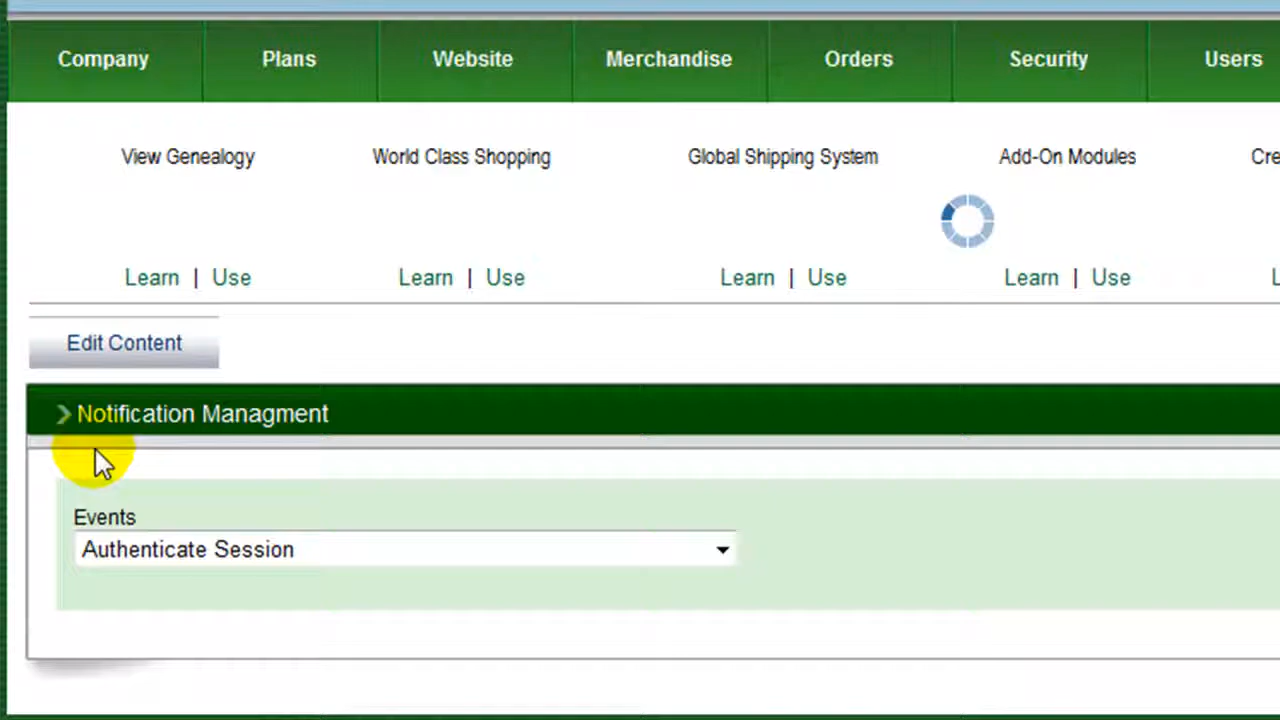 Company Plans Website Merchandise Orders Security Users
View Genealogy World Class Shopping Global Shipping System Add-On Modules
Learn | Use Learn | Use Learn | Use Learn | Use
Edit Content
Notification Managment
Events
Authenticate Session